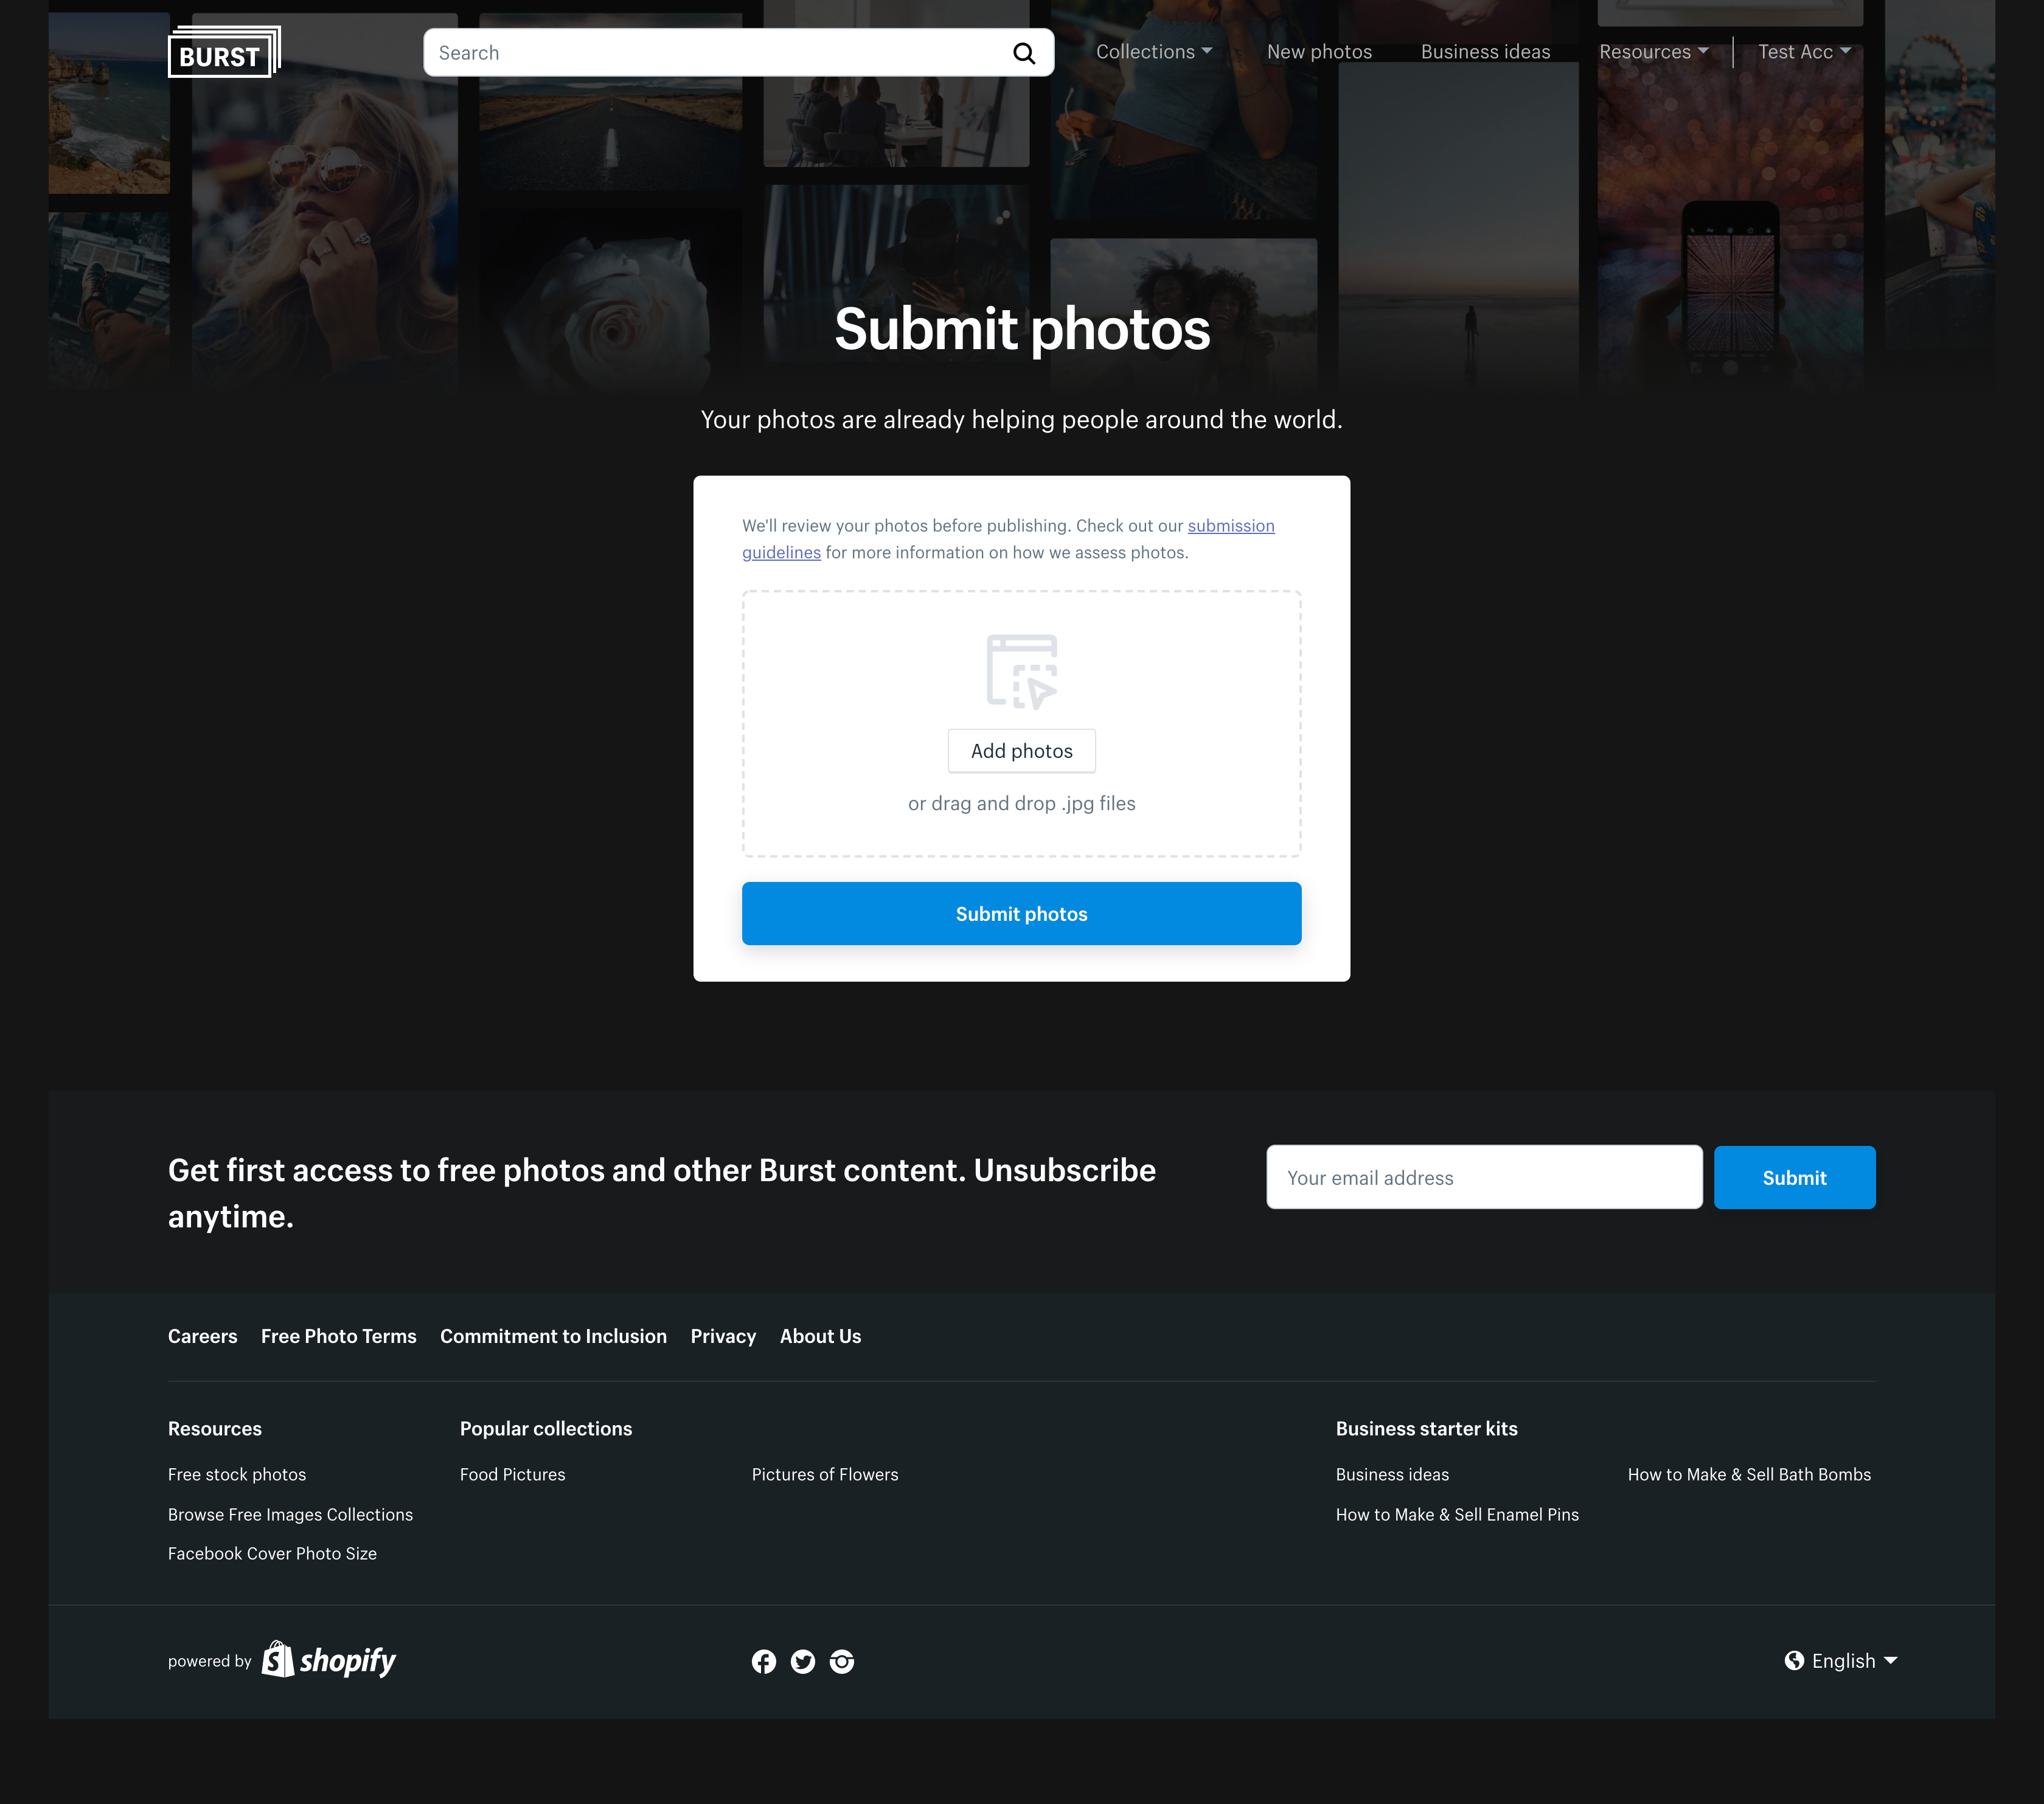 BURST
Search
Collections
New photos
Business ideas
Resources
Test Acc
Submit photos
Your photos are already helping people around the world.
We'll review your photos before publishing. Check out our submission
guidelines for more information on how we assess photos.
Add photos
or drag and drop .jpg files
Submit photos
Get first access to free photos and other Burst content. Unsubscribe
anytime.
Your email address
Submit
Careers
Free Photo Terms
Commitment to Inclusion
Privacy
About Us
Resources
Free stock photos
Browse Free Images Collections
Facebook Cover Photo Size
Popular collections
Food Pictures
Pictures of Flowers
Business starter kits
Business ideas
How to Make & Sell Enamel Pins
How to Make & Sell Bath Bombs
powered by shopify
English